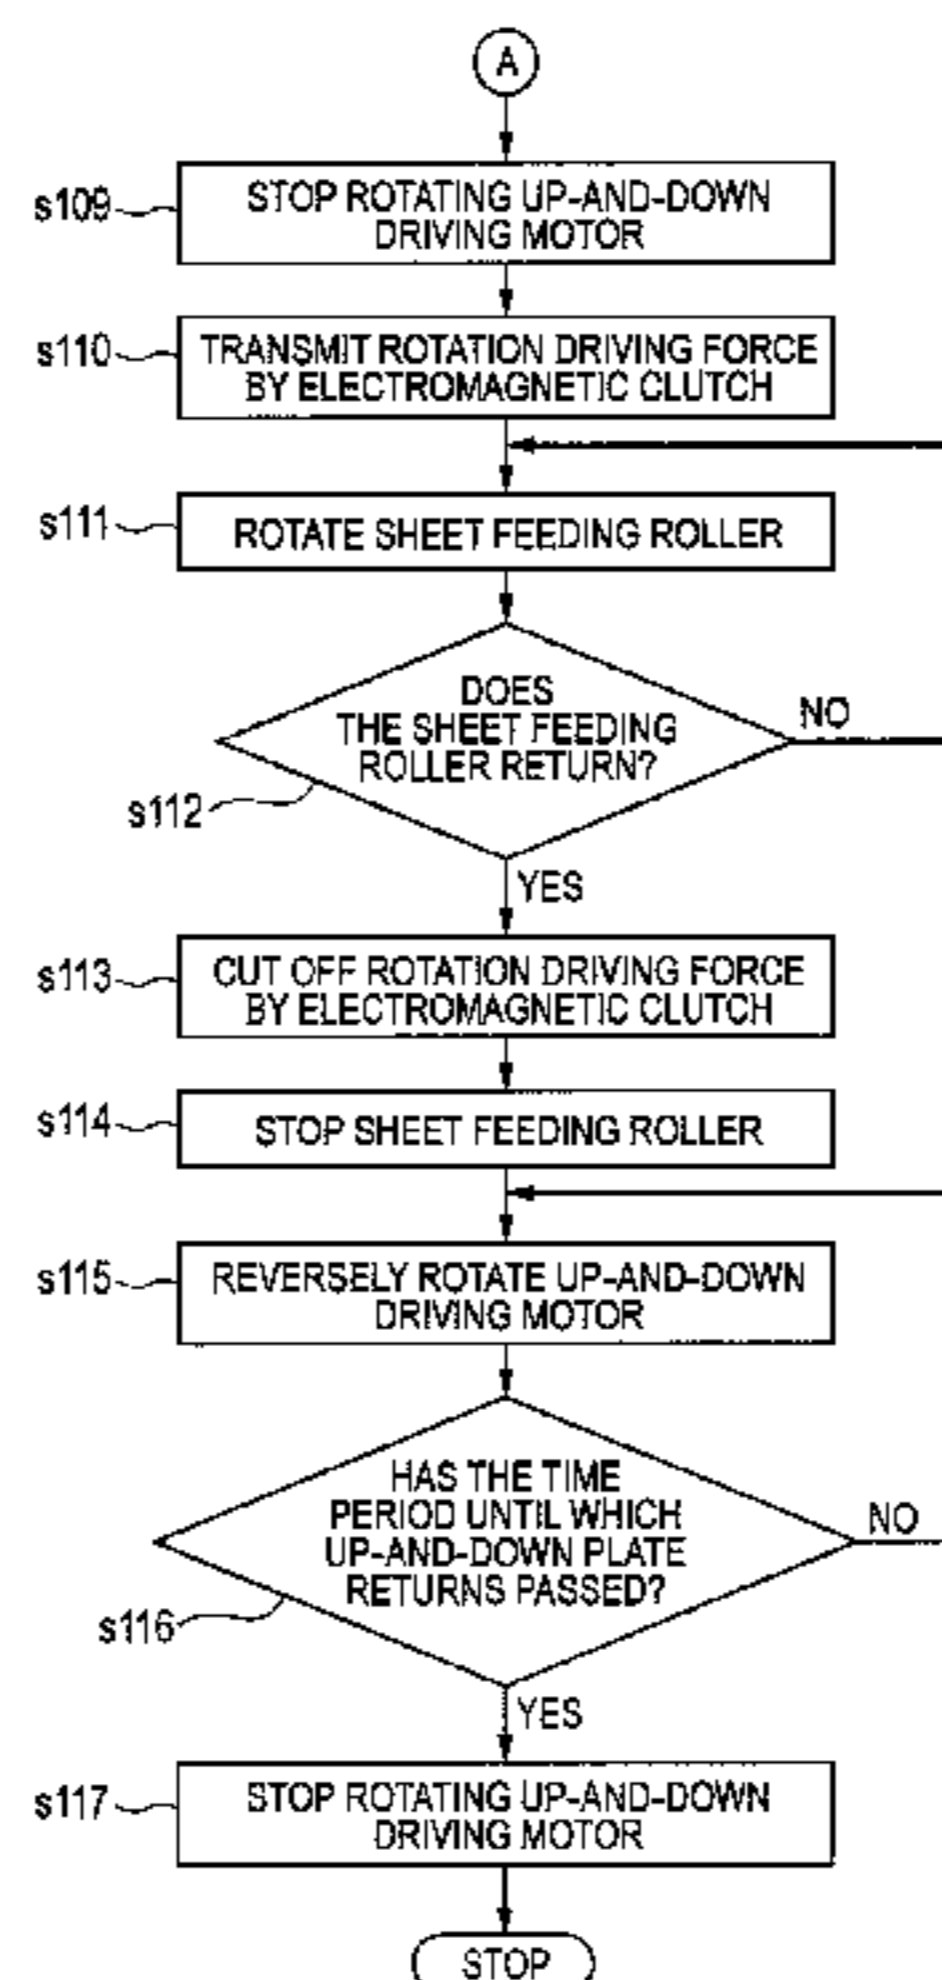 A
s109
STOP ROTATING UP-AND-DOWN
DRIVING MOTOR
s110
TRANSMIT ROTATION DRIVING FORCE
BY ELECTROMAGNETIC CLUTCH
s111
ROTATE SHEET FEEDING ROLLER
DOES
THE SHEET FEEDING
ROLLER RETURN?
NO
s112
YES
s113
CUT OFF ROTATION DRIVING FORCE
BY ELECTROMAGNETIC CLUTCH
s114
STOP SHEET FEEDING ROLLER
s115
REVERSELY ROTATE UP-AND-DOWN
DRIVING MOTOR
HAS THE TIME
PERIOD UNTIL WHICH
UP-AND-DOWN PLATE
RETURNS PASSED?
NO
s116
YES
s117
STOP ROTATING UP-AND-DOWN
DRIVING MOTOR
STOP